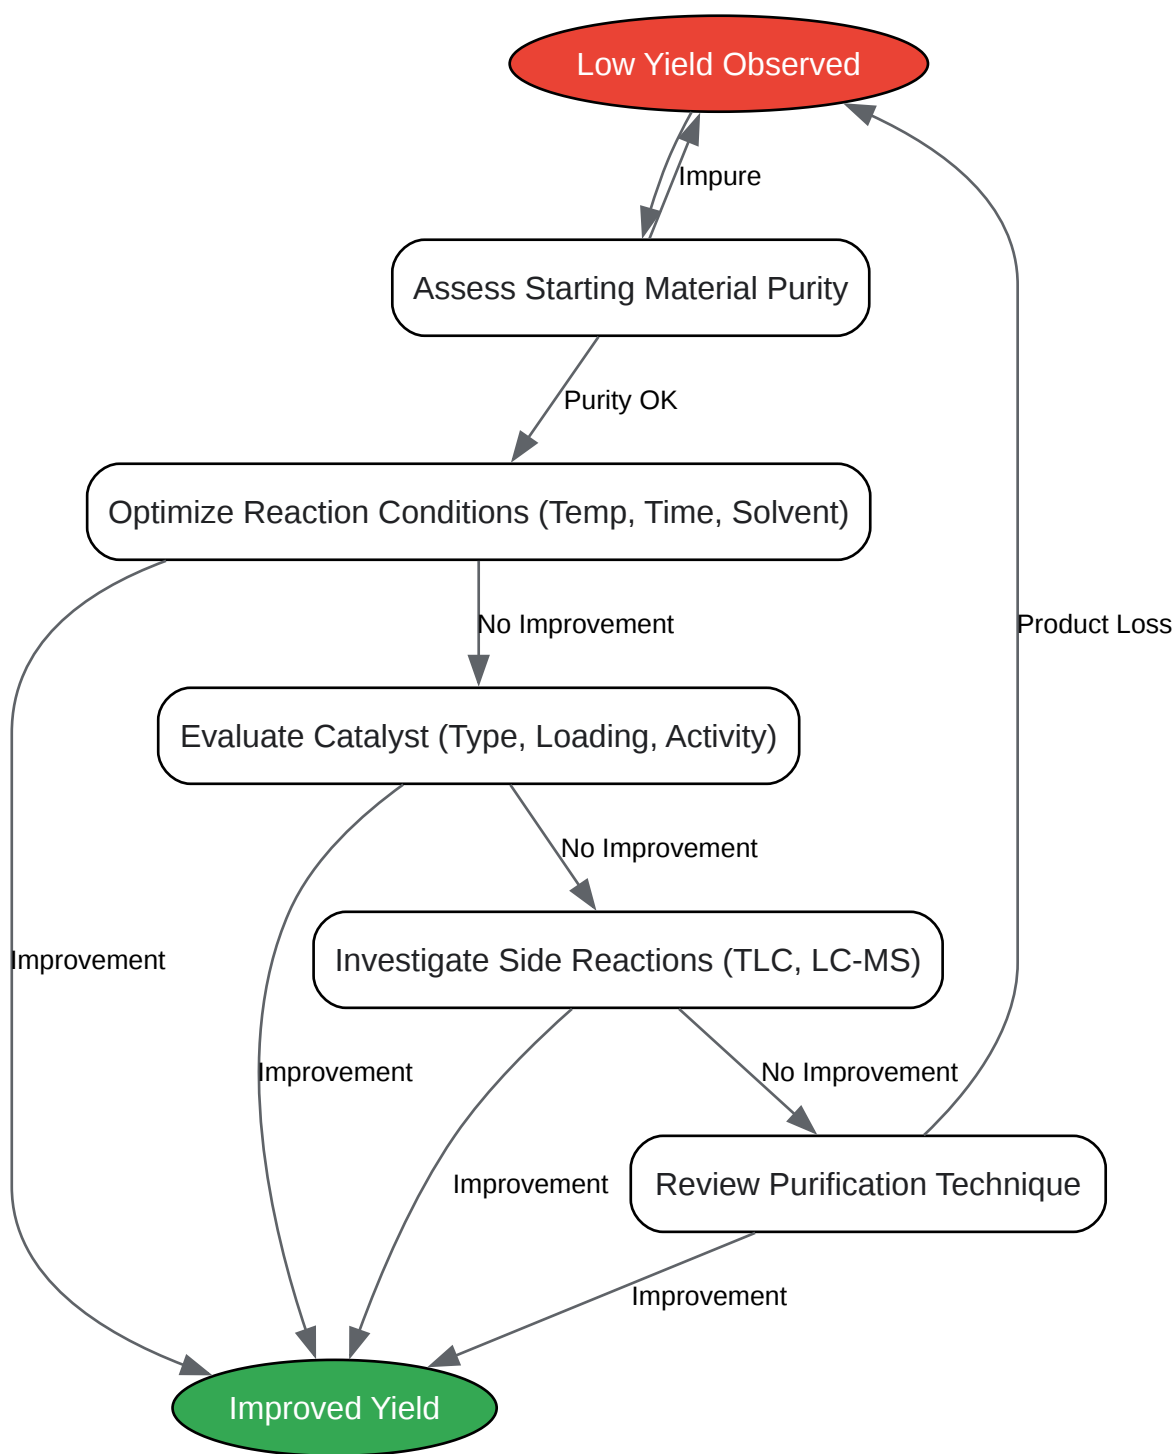 Low Yield Observed
Impure
Assess Starting Material Purity
Purity OK
Optimize Reaction Conditions (Temp, Time, Solvent)
No Improvement
Product Loss
Evaluate Catalyst (Type, Loading, Activity)
No Improvement
Improvement
Investigate Side Reactions (TLC, LC-MS)
Improvement
No Improvement
Improvement
Review Purification Technique
Improvement
Improved Yield